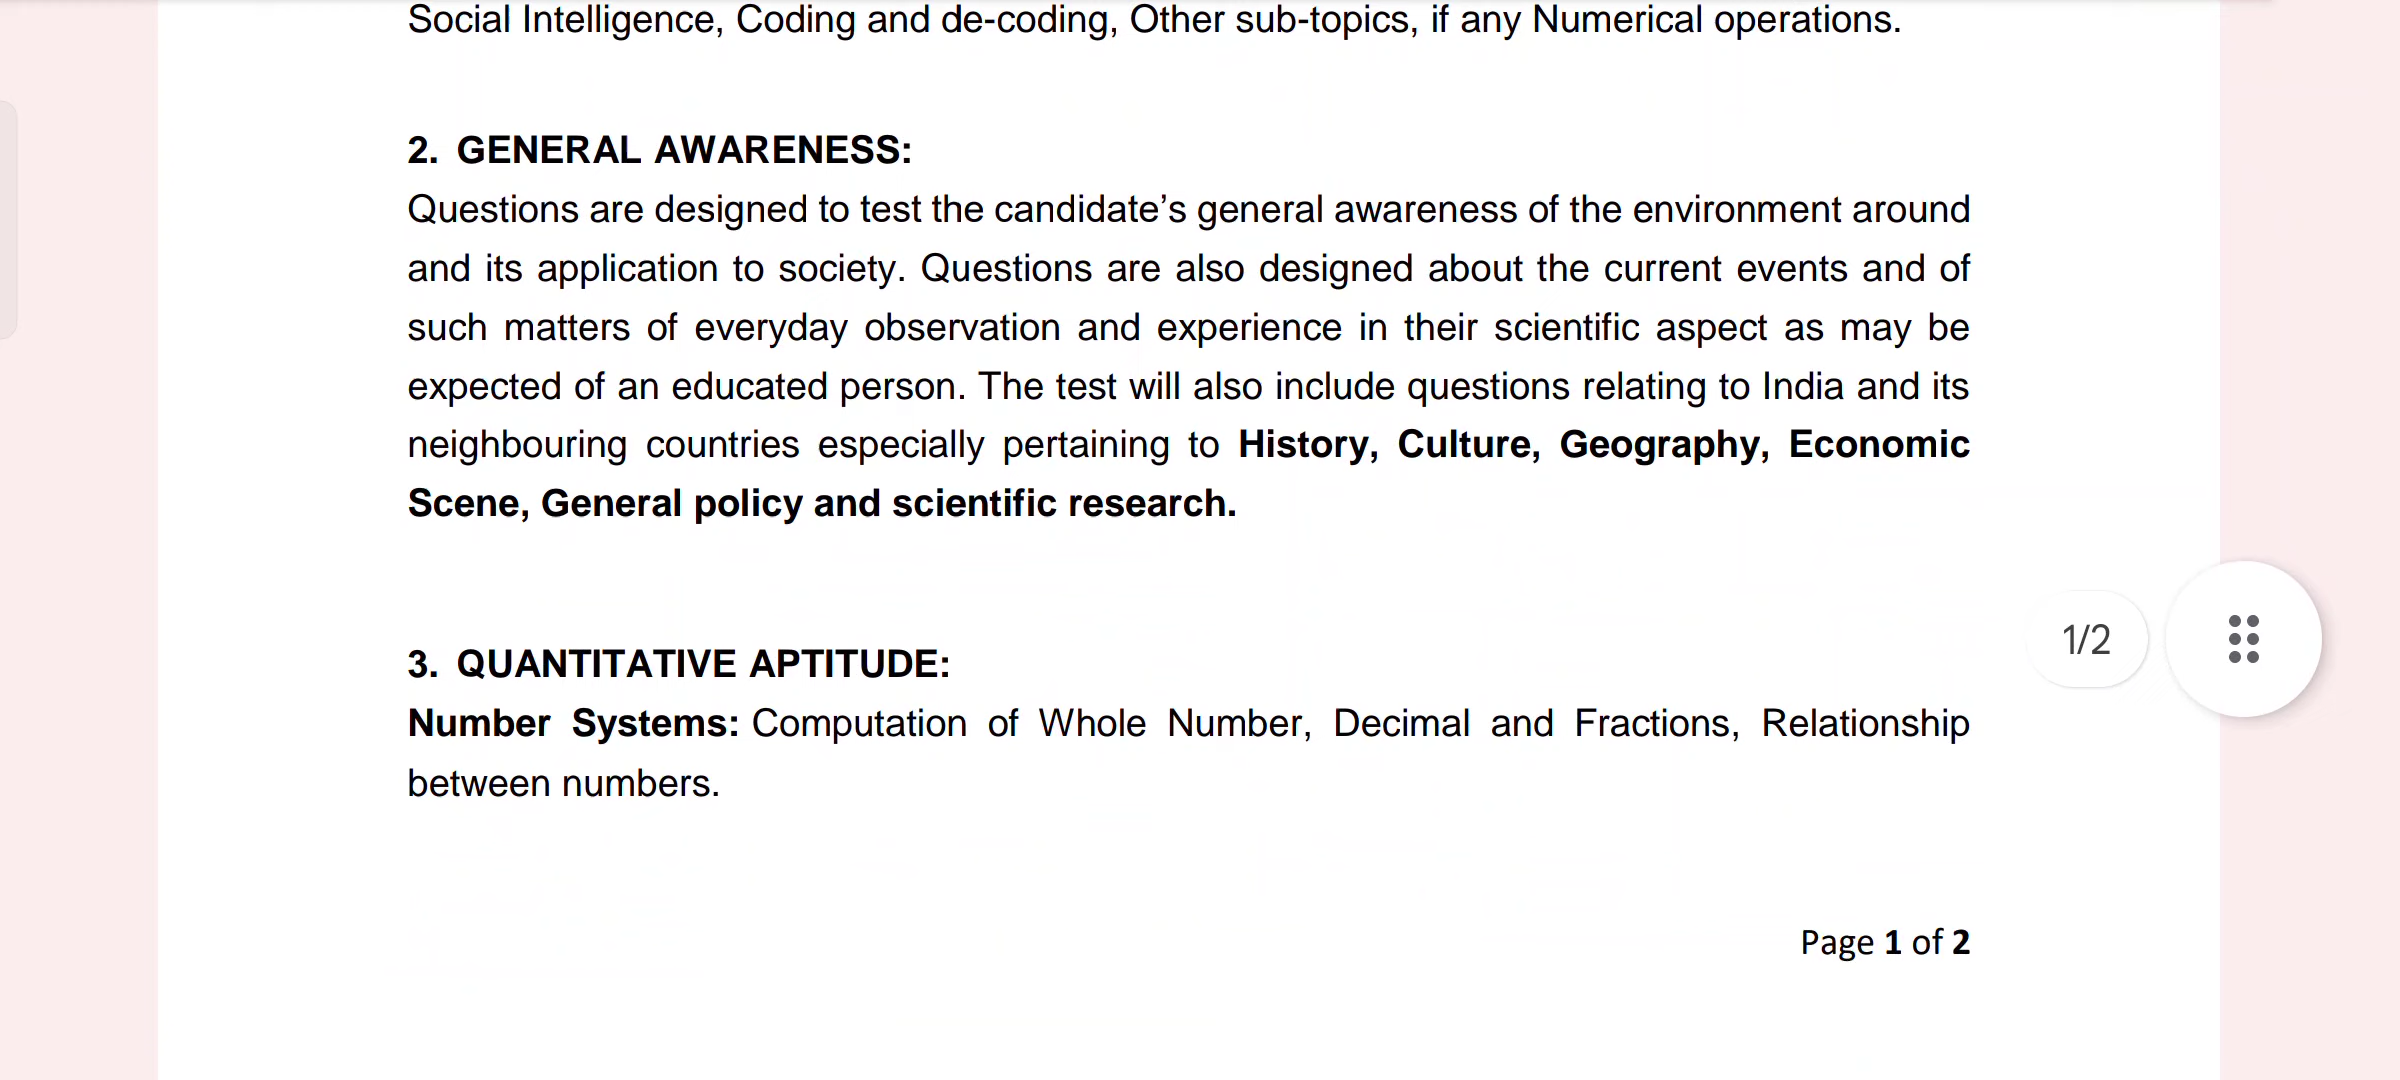 Social Intelligence, Coding and de-coding, Other sub-topics, if any Numerical operations.
2. GENERAL AWARENESS:
Questions are designed to test the candidate’s general awareness of the environment around
and its application to society. Questions are also designed about the current events and of
such matters of everyday observation and experience in their scientific aspect as may be
expected of an educated person. The test will also include questions relating to India and its
neighbouring countries especially pertaining to History, Culture, Geography, Economic
Scene, General policy and scientific research.
1/2
3. QUANTITATIVE APTITUDE:
Number Systems: Computation of Whole Number, Decimal and Fractions, Relationship
between numbers.
Page 1 of 2